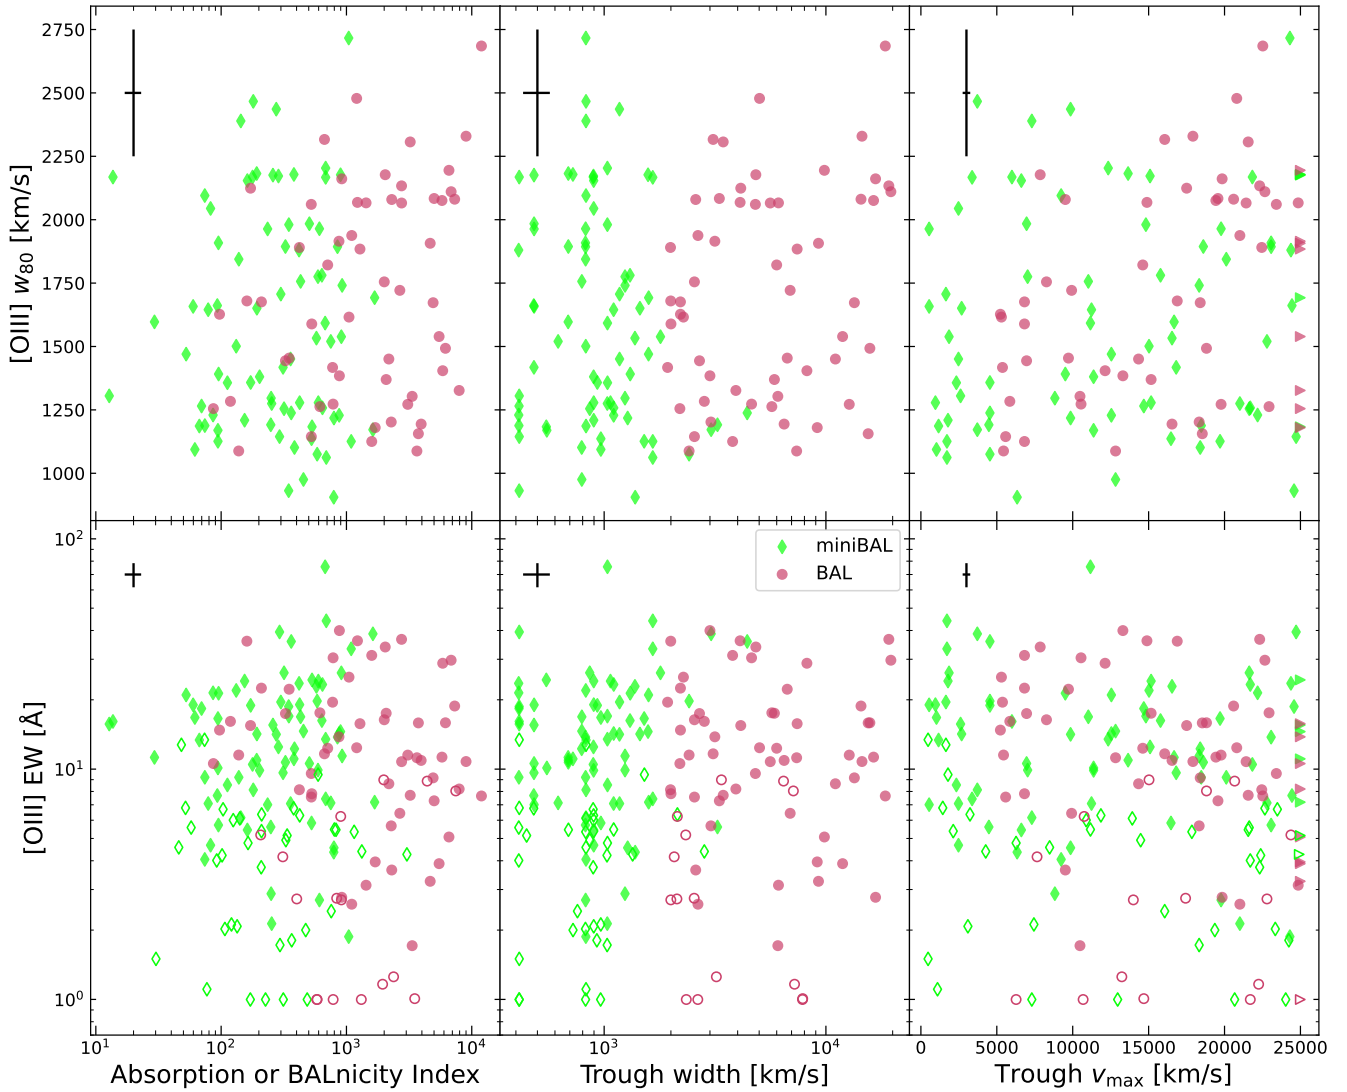 2750
2500
2250
2000
1750
1500
1250
1000
[OIII] w₈₀ [km/s]
miniBAL
BAL
10²
10¹
10⁰
[OIII] EW [Å]
10¹ 10² 10³ 10⁴
10³ 10⁴
0 5000 10000 15000 20000 25000
Absorption or BALnicity Index
Trough width [km/s]
Trough vₘₐₓ [km/s]